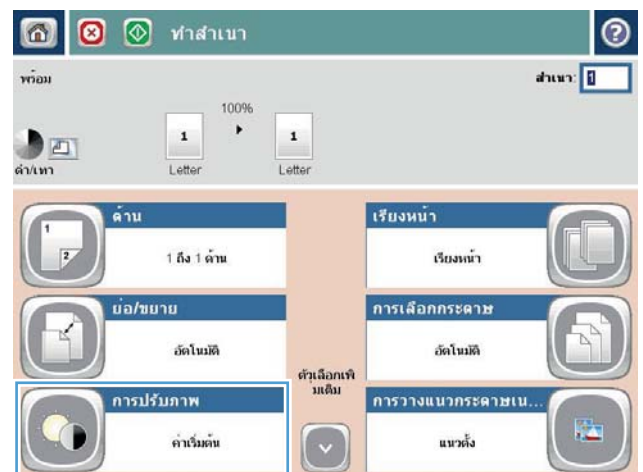 ทำสำเนา
พร้อม
สำเนา: 1
100%
1
1
ดำ/เทา
Letter
Letter
ด้าน
1
2
1 ถึง 1 ด้าน
เรียงหน้า
เรียงหน้า
ย่อ/ขยาย
อัตโนมัติ
การเลือกกระดาษ
อัตโนมัติ
ตัวเลือกเพิ
มเติม
การปรับภาพ
ค่าเริ่มต้น
การวางแนวกระดาษเน...
แนวตั้ง